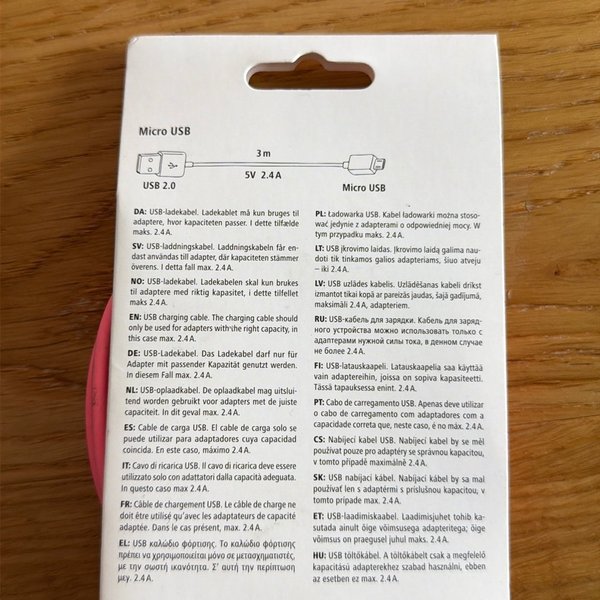 Micro USB
3 m
5V 2.4 A
USB 2.0
Micro USB
DA: USB-ladekabel. Ladekablet må kun bruges til
adaptere, hvor kapaciteten passer. I dette tilfælde
maks. 2.4 A.
SV: USB-laddningskabel. Laddningskabeln får en-
dast användas till adapter, där kapaciteten stämmer
överens. I detta fall max. 2.4 A.
NO: USB-ladekabel. Ladekabelen skal kun brukes
til adaptere med riktig kapasitet, i dette tilfellet
maks 2.4 A.
EN: USB charging cable. The charging cable should
only be used for adapters with the right capacity, in
this case max. 2.4 A.
DE: USB-Ladekabel. Das Ladekabel darf nur für
Adapter mit passender Kapazität genutzt werden.
In diesem Fall max. 2.4 A.
NL: USB-oplaadkabel. De oplaadkabel mag uitslui-
tend worden gebruikt voor adapters met de juiste
capaciteit. In dit geval max. 2.4 A.
ES: Cable de carga USB. El cable de carga solo se
puede utilizar para adaptadores cuya capacidad
coincida. En este caso, máximo 2.4 A.
IT: Cavo di ricarica USB. Il cavo deve essere
utilizzato solo con adattatori dalla capacità adeguata.
In questo caso max 2.4 A.
FR: Câble de chargement USB. Le câble de charge ne
doit être utilisé qu'avec les adaptateurs de capacité
adaptée. Dans le cas présent, max. 2.4 A.
EL: USB καλώδιο φόρτισης. Το καλώδιο φόρτισης
πρέπει να χρησιμοποιείται μόνο σε μετασχηματιστές,
με την σωστή ικανότητα. Σ' αυτή την περίπτωση
μεγ. 2.4 A.
PL: Ładowarka USB. Kabel ładowarki można stoso-
wać jedynie z adapterami o odpowiedniej mocy. W
tym przypadku maks. 2.4 A.
LT: USB įkrovimo laidas. Įkrovimo laidą galima nau-
doti tik tinkamos galios adapteriams, šiuo atveju
– iki 2.4 A.
LV: USB uzlādes kabelis. Uzlādēšanas kabeli drīkst
izmantot tikai kopā ar pareizās jaudas, šajā gadījumā,
maksimāli 2.4 A, adapteriem.
RU: USB-кабель для зарядки. Кабель для заряд-
ного устройства можно использовать только с
адаптерами нужной силы тока, в данном случае
не более 2.4 A.
FI: USB-latauskaapeli. Latauskaapelia saa käyttää
vain adaptereihin, joissa on sopiva kapasiteetti.
Tässä tapauksessa enint. 2.4 A.
PT: Cabo de carregamento USB. Apenas deve utilizar
o cabo de carregamento com adaptadores com a
capacidade correta que, neste caso, é no máx. 2.4 A.
CS: Nabíjecí kabel USB. Nabíjecí kabel by se měl
používat pouze pro adaptéry se správnou kapacitou,
v tomto případě maximálně 2.4 A.
SK: USB nabíjací kábel. Nabíjací kábel by sa mal
používať len s adaptérmi s príslušnou kapacitou, v
tomto prípade max. 2.4 A.
ET: USB-laadimiskaabel. Laadimisjuhet tohib ka-
sutada ainult õige võimsusega adapteritega; õige
võimsus on praegusel juhul maks. 2.4 A.
HU: USB töltőkábel. A töltőkábelt csak a megfelelő
kapacitású adapterekhez szabad használni, ebben
az esetben ez max. 2.4 A.